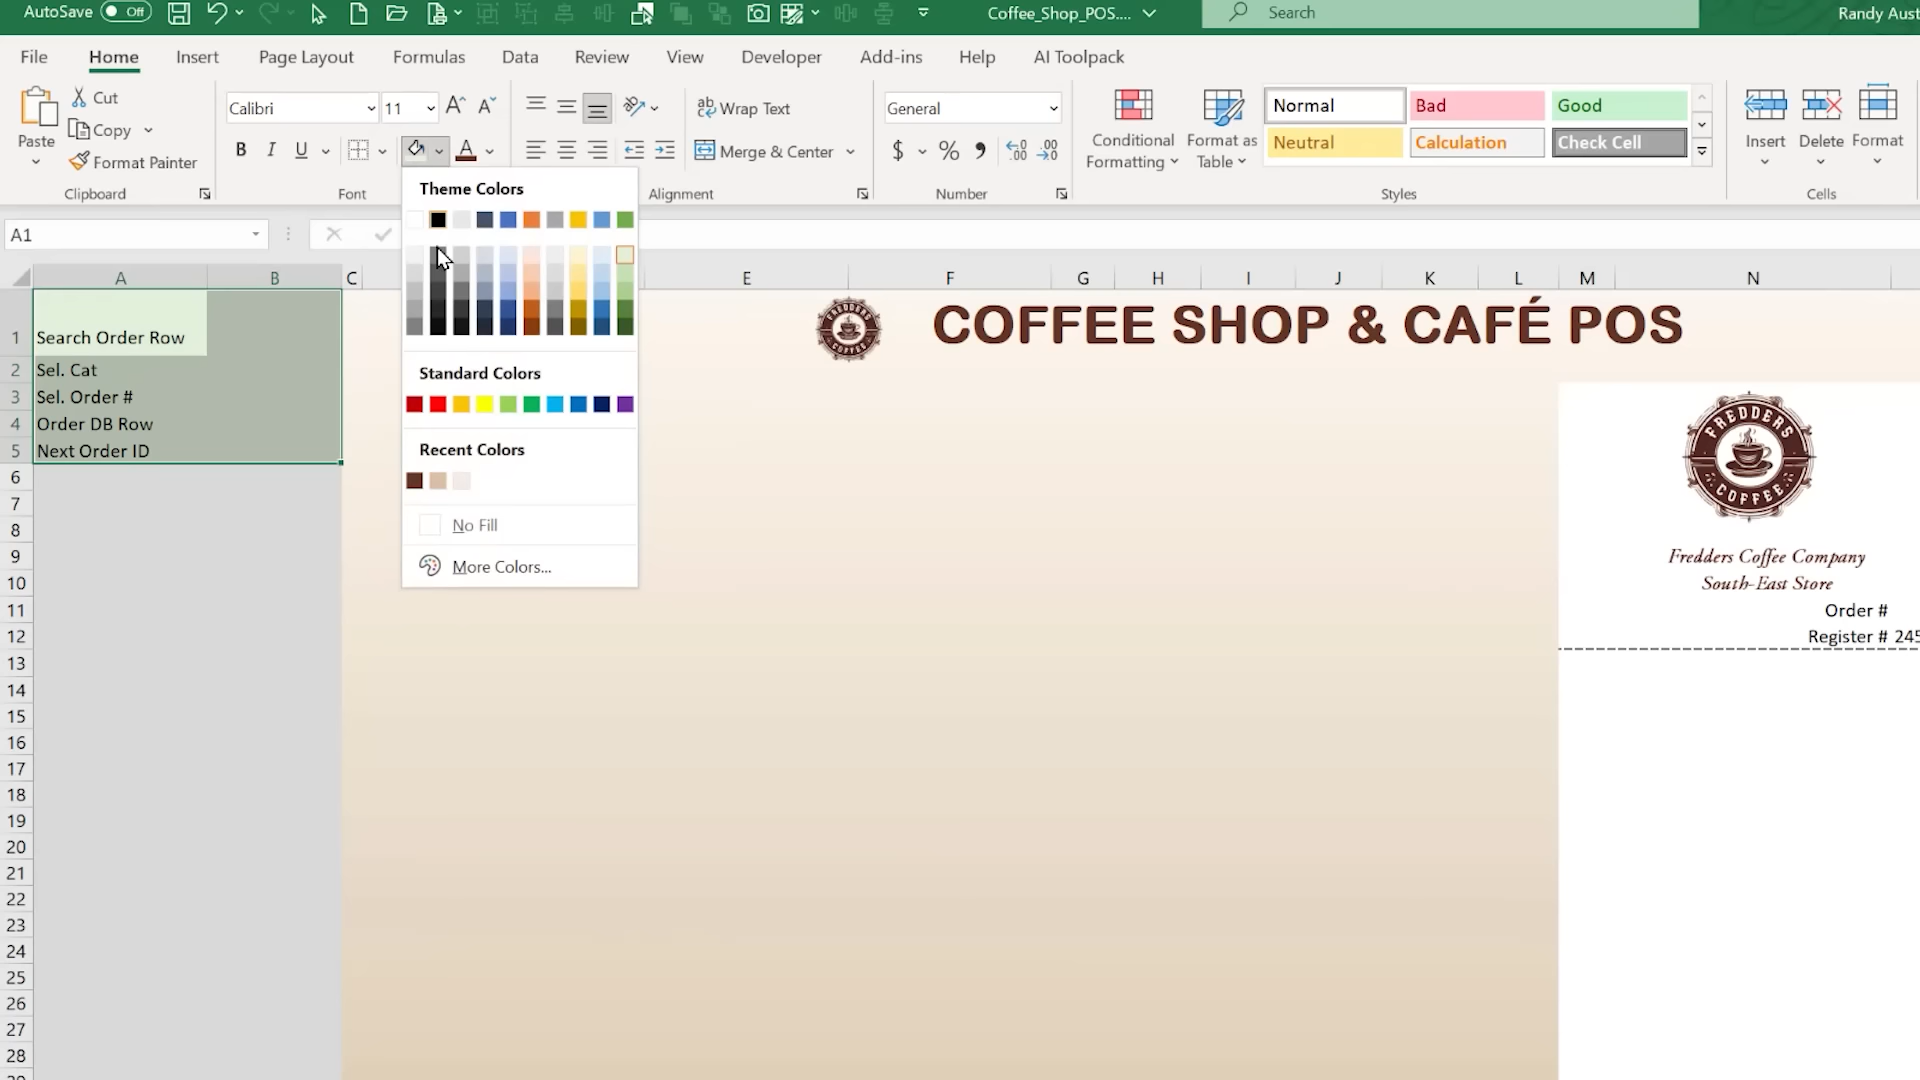 AutoSave Off Coffee_Shop_POS.... Search Randy Aust
File Home Insert Page Layout Formulas Data Review View Developer Add-ins Help AI Toolpack
Paste Cut Copy Format Painter
Clipboard
Calibri 11
B I U A
Font
Wrap Text
Merge & Center
Alignment
General
$ % 9 .00 .00
Number
Conditional Formatting
Format as Table
Normal Bad Good
Neutral Calculation Check Cell
Styles
Insert Delete Format
Cells
A1
Theme Colors
Standard Colors
Recent Colors
No Fill
More Colors...
A B C E F G H I J K L M N
1 Search Order Row
2 Sel. Cat
3 Sel. Order #
4 Order DB Row
5 Next Order ID
6
7
8
9
10
11
12
13
14
15
16
17
18
19
20
21
22
23
24
25
26
27
28
COFFEE SHOP & CAFÉ POS
FREDDERS
COFFEE
Fredders Coffee Company
South-East Store
Order #
Register # 245